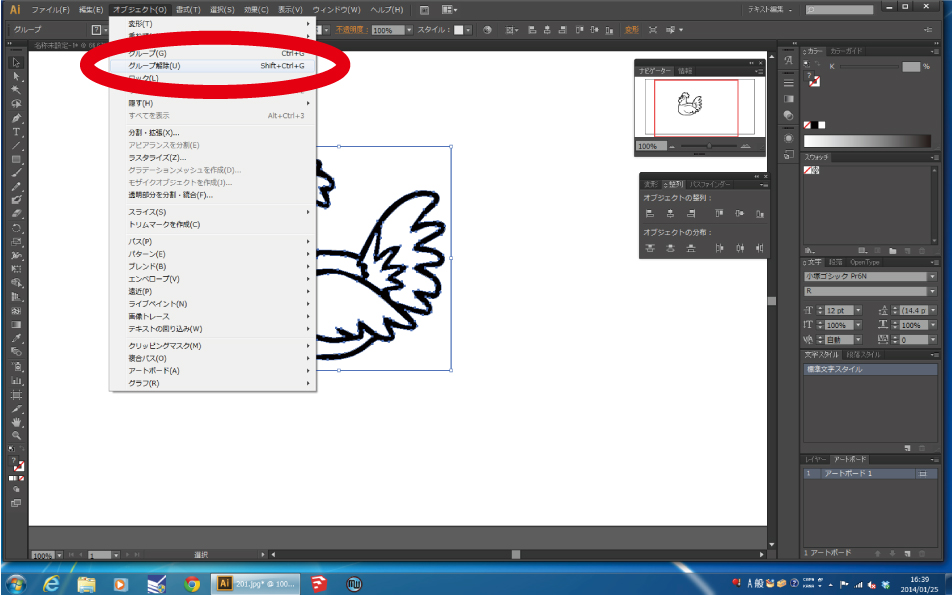 Ai ファイル(F) 編集(E) オブジェクト(O) 書式(T) 選択(S) 効果(C) 表示(V) ウィンドウ(W) ヘルプ(H) テキスト編集
グループ 不透明度: 100% スタイル: 変形
変形(T)
グループ(G) Ctrl+G
グループ解除(U) Shift+Ctrl+G
ロック(L)
隠す(H)
すべてを表示 Alt+Ctrl+3
分割・拡張(X)...
アピアランスを分割(E)
ラスタライズ(Z)...
グラデーションメッシュを作成(D)...
モザイクオブジェクトを作成(J)...
透明部分を分割・統合(F)...
スライス(S)
トリムマークを作成(C)
パス(P)
パターン(E)
ブレンド(B)
エンベロープ(V)
遠近(P)
ライブペイント(N)
画像トレース
テキストの回り込み(W)
クリッピングマスク(M)
複合パス(O)
アートボード(A)
グラフ(R)
ナビゲーター 情報
100%
変形 整列 パスファインダー
オブジェクトの整列:
オブジェクトの分布:
カラー カラーガイド
K %
スウォッチ
文字 段落 OpenType
小塚ゴシック Pr6N
R
12 pt (14.4 p
100% 100%
自動 0
文字スタイル 段落スタイル
標準文字スタイル
レイヤー アートボード
1 アートボード 1
1 アートボード
100% 1 選択
Ai 201.jpg* @ 100...
A 般
16:39
2014/01/25